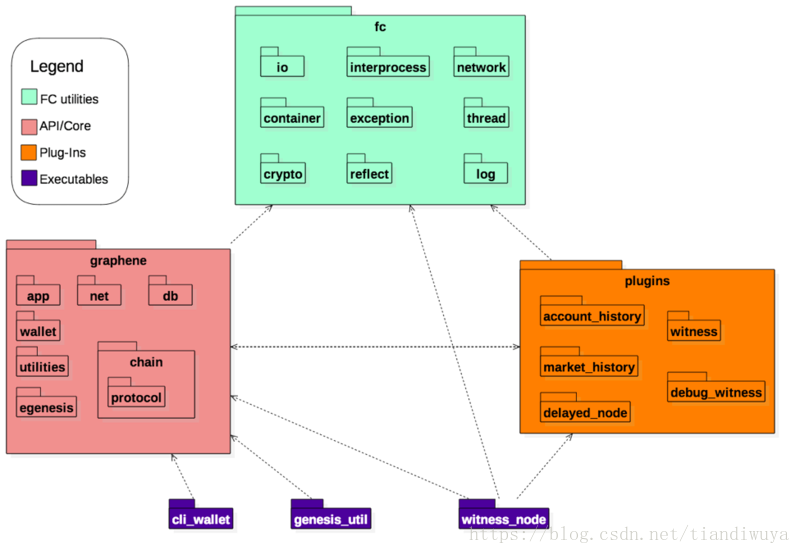 fc
io
interprocess
network
container
exception
thread
crypto
reflect
log
Legend
FC utilities
API/Core
Plug-Ins
Executables
graphene
app
net
db
wallet
utilities
chain
protocol
egenesis
plugins
account_history
witness
market_history
debug_witness
delayed_node
cli_wallet
genesis_util
witness_node
https://blog.csdn.net/tiandiwuya